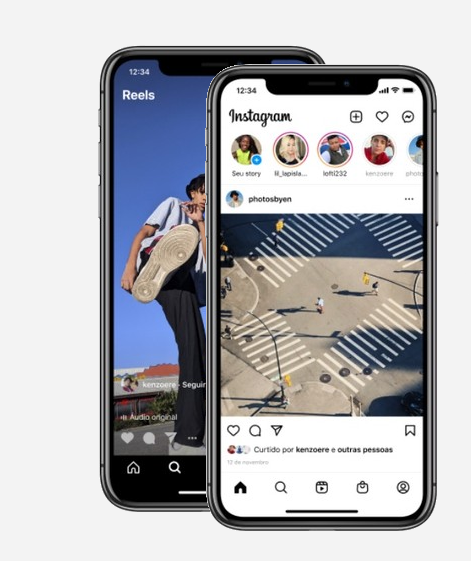 12:34
Reels
kenzoere · Seguir
Áudio original
12:34
Instagram
Seu story
lil_lapisla...
lofti232
kenzoere
photo
photosbyen
Curtido por kenzoere e outras pessoas
12 de novembro